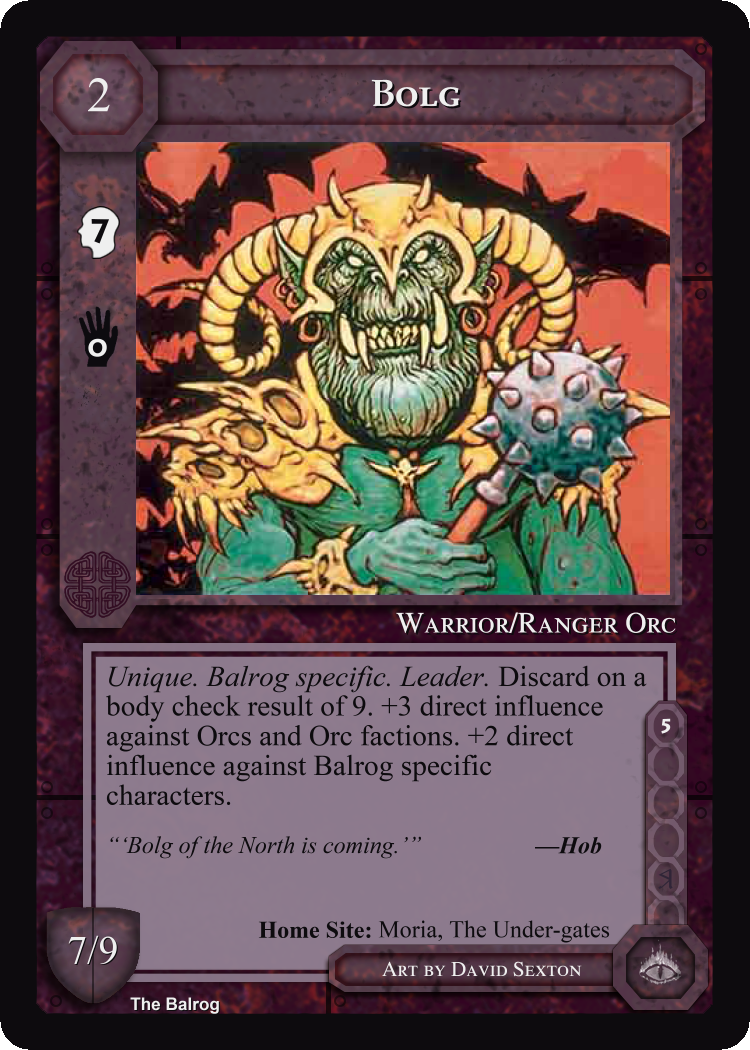 2
Bolg
7
0
Warrior/Ranger Orc
Unique. Balrog specific. Leader. Discard on a
body check result of 9. +3 direct influence
against Orcs and Orc factions. +2 direct
influence against Balrog specific
characters.
5
“‘Bolg of the North is coming.’” —Hob
Home Site: Moria, The Under-gates
7/9
Art by David Sexton
The Balrog